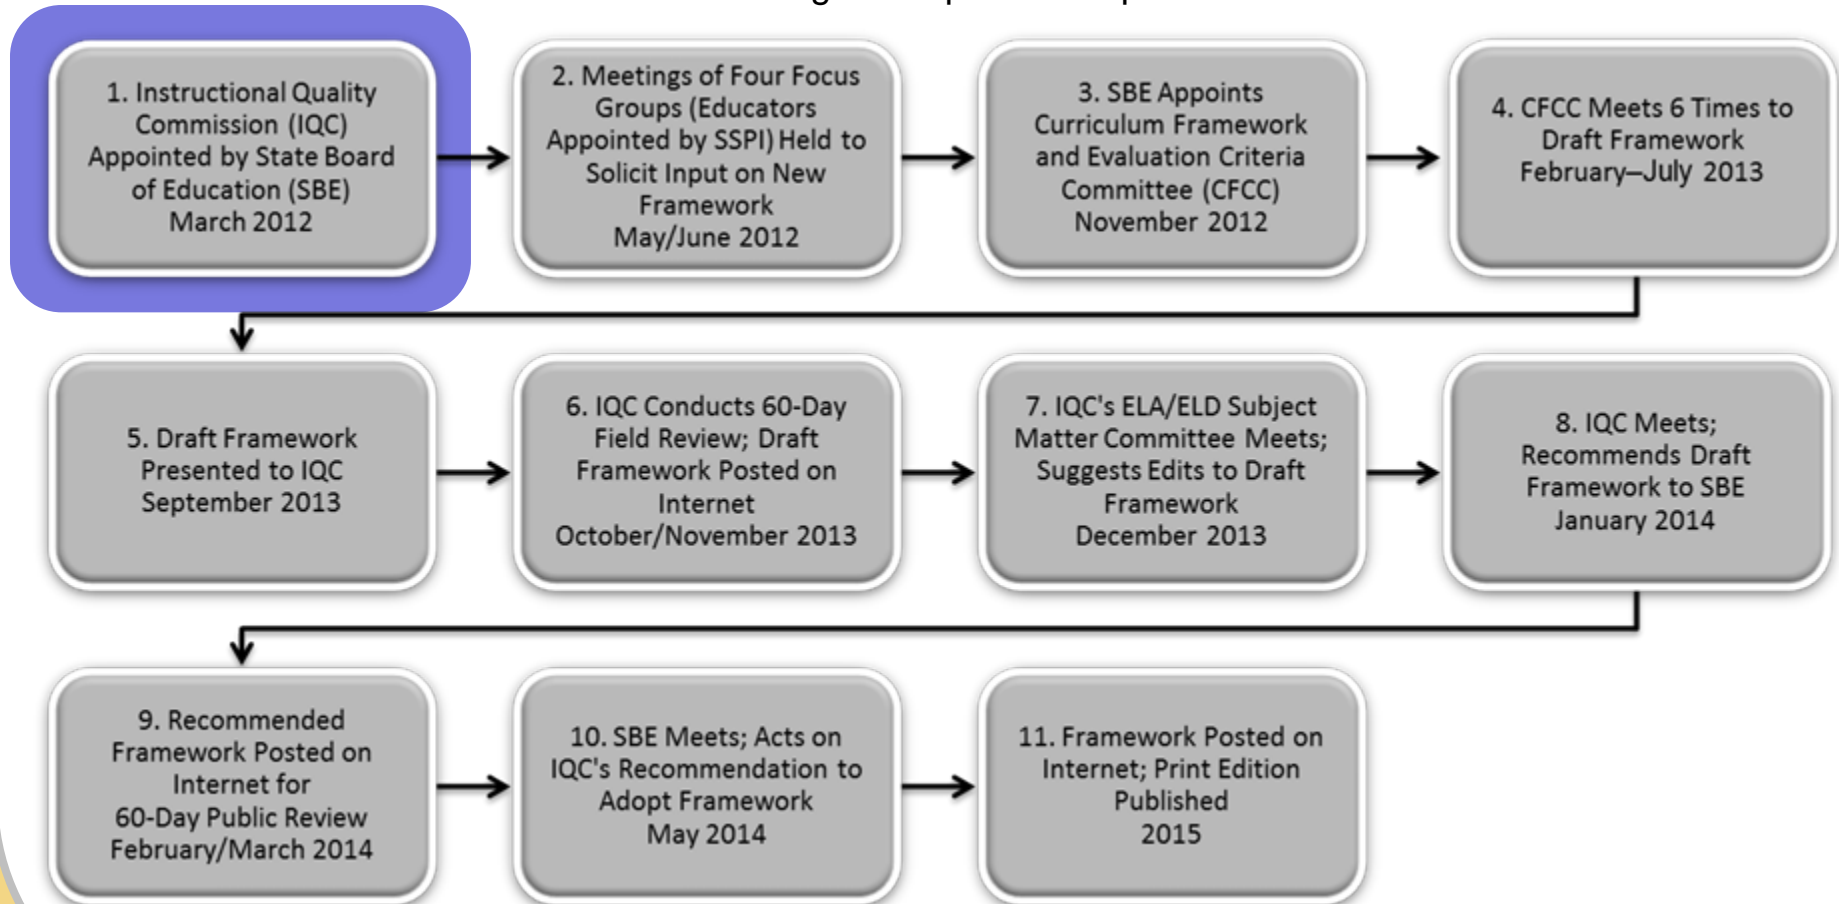 1. Instructional Quality
Commission (IQC)
Appointed by State Board
of Education (SBE)
March 2012
2. Meetings of Four Focus
Groups (Educators
Appointed by SSPI) Held to
Solicit Input on New
Framework
May/June 2012
3. SBE Appoints
Curriculum Framework
and Evaluation Criteria
Committee (CFCC)
November 2012
4. CFCC Meets 6 Times to
Draft Framework
February–July 2013
5. Draft Framework
Presented to IQC
September 2013
6. IQC Conducts 60-Day
Field Review; Draft
Framework Posted on
Internet
October/November 2013
7. IQC's ELA/ELD Subject
Matter Committee Meets;
Suggests Edits to Draft
Framework
December 2013
8. IQC Meets;
Recommends Draft
Framework to SBE
January 2014
9. Recommended
Framework Posted on
Internet for
60-Day Public Review
February/March 2014
10. SBE Meets; Acts on
IQC's Recommendation to
Adopt Framework
May 2014
11. Framework Posted on
Internet; Print Edition
Published
2015